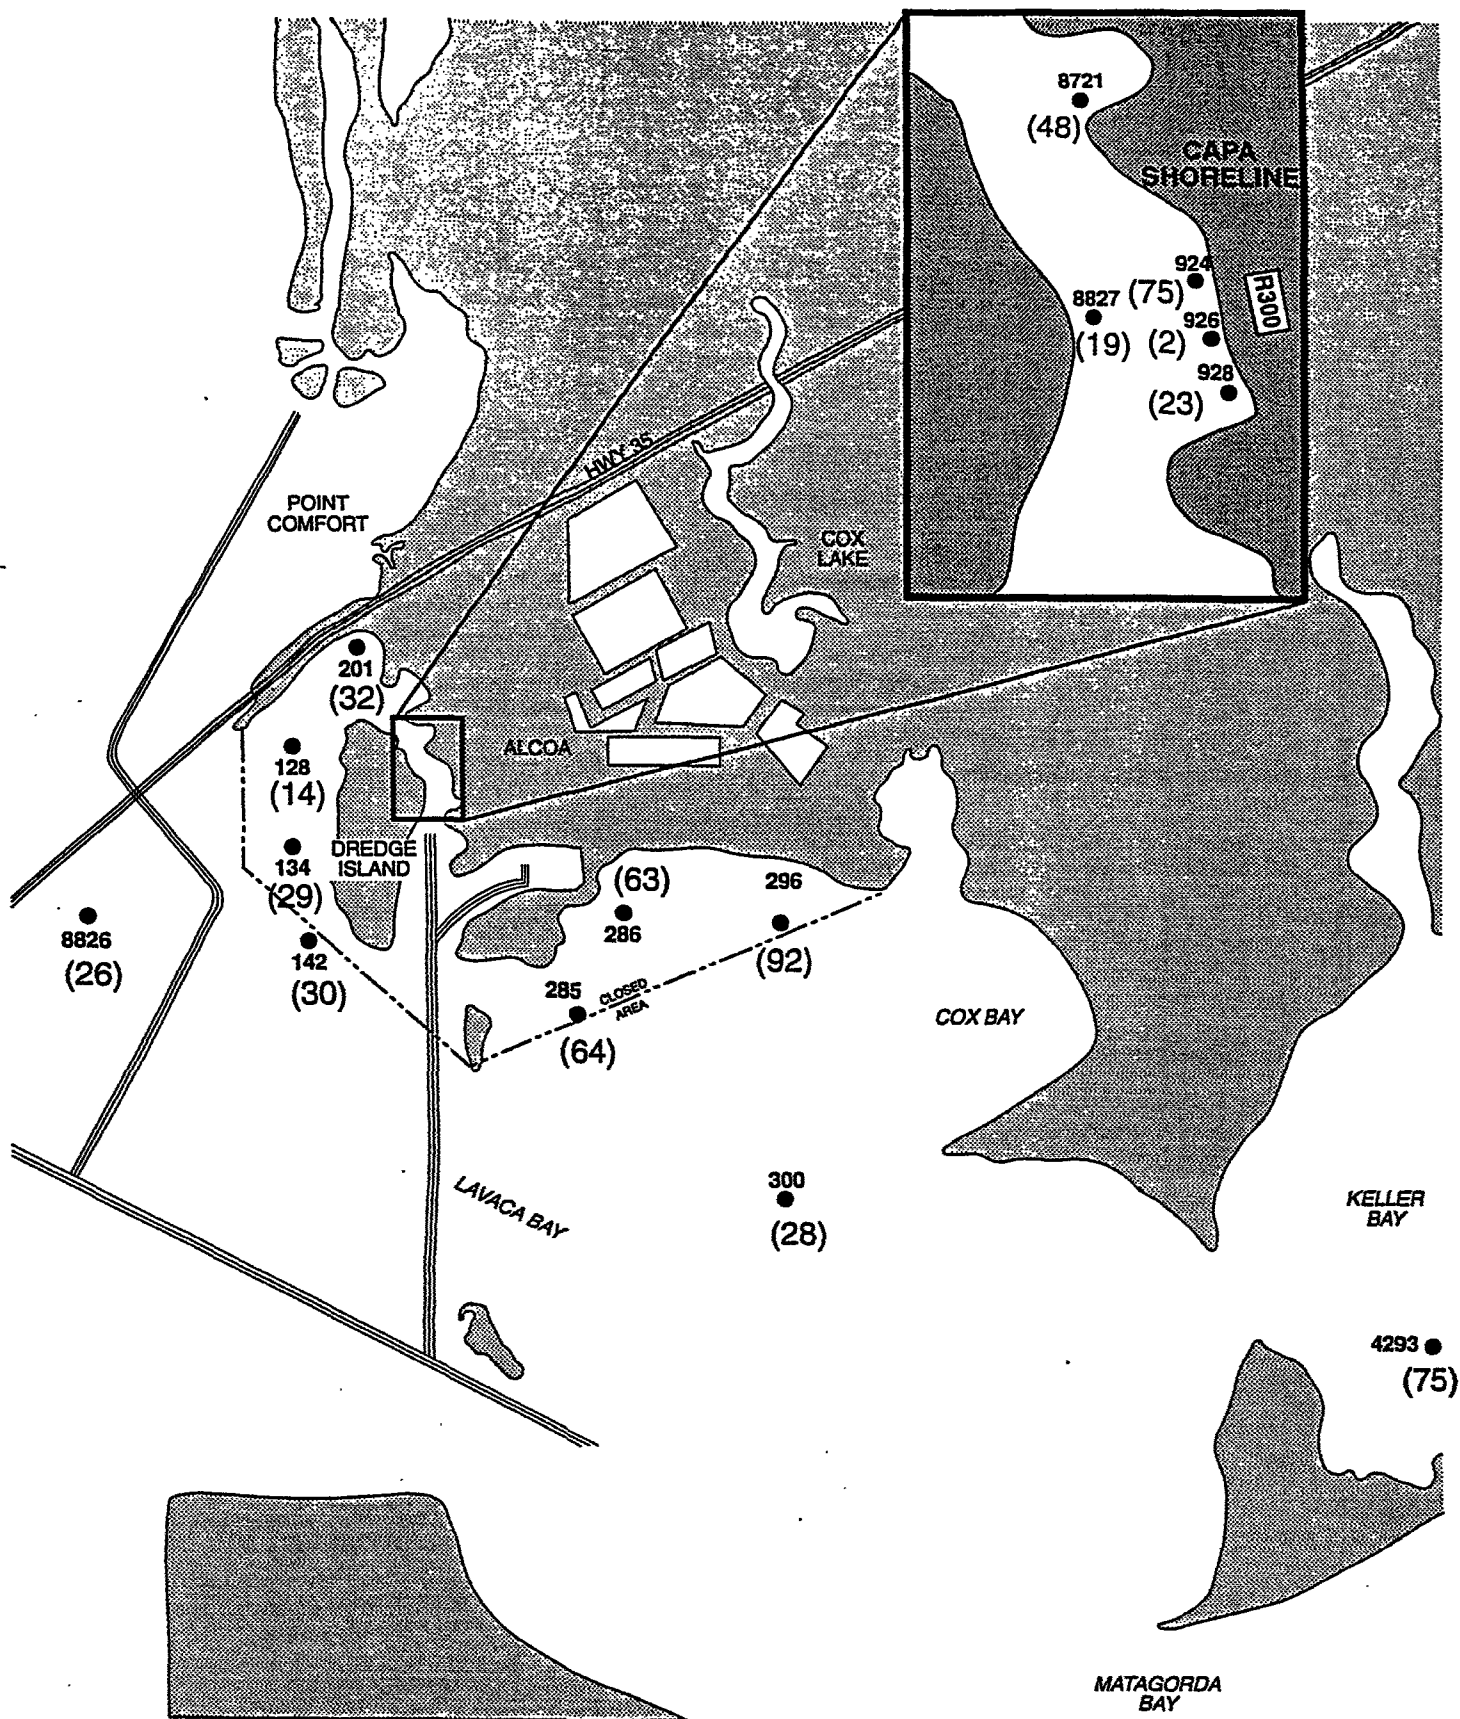 8721
(48)
CAPA
SHORELINE
924
(75)
8827
(19)
926
(2)
928
(23)
R300
HWY 35
POINT
COMFORT
COX
LAKE
201
(32)
ALCOA
128
(14)
134
(29)
DREDGE
ISLAND
8826
(26)
142
(30)
(63)
286
296
(92)
285
(64)
CLOSED
AREA
COX BAY
LAVACA BAY
300
(28)
KELLER
BAY
4293
(75)
MATAGORDA
BAY